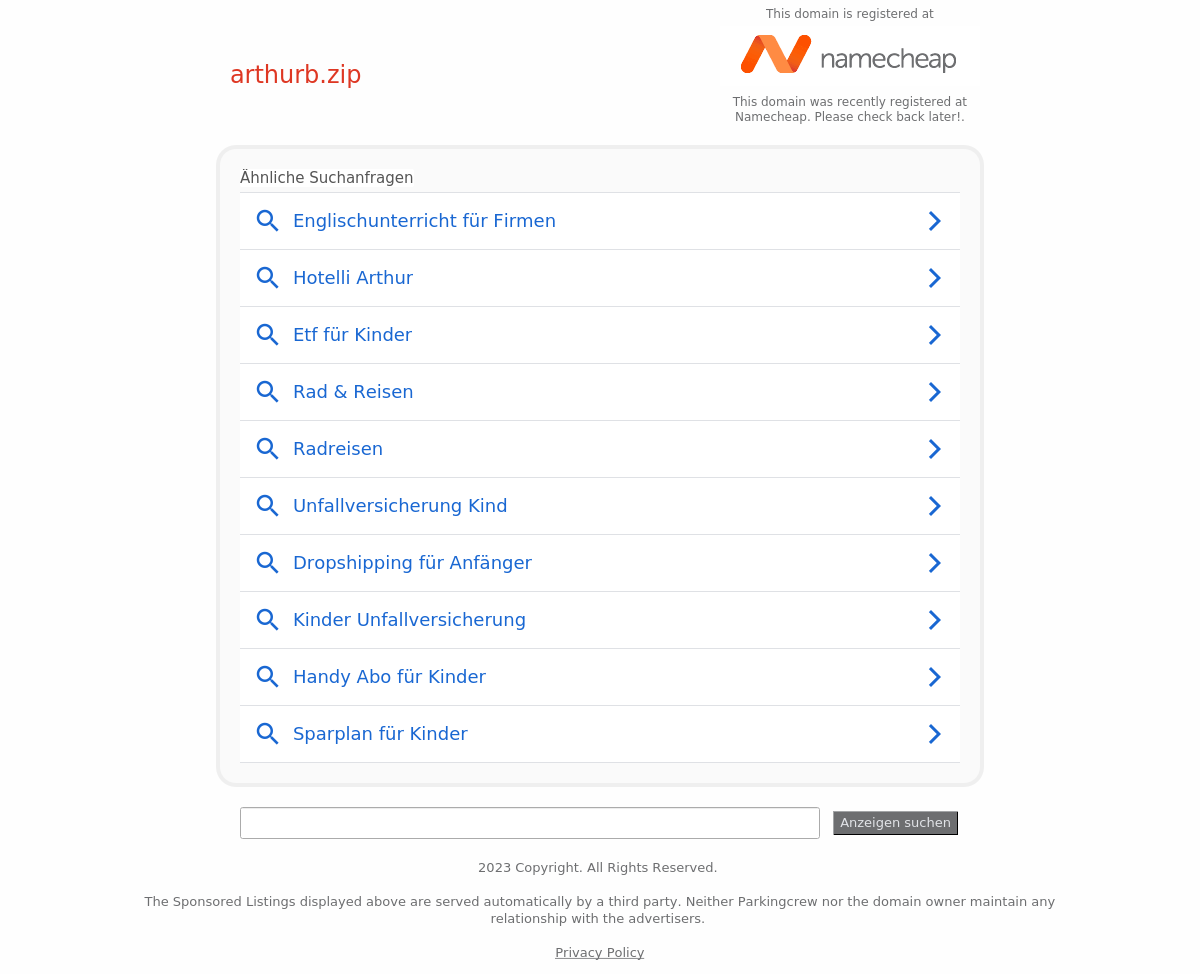 This domain is registered at
namecheap
arthurb.zip
This domain was recently registered at
Namecheap. Please check back later!.
Ähnliche Suchanfragen
Englischunterricht für Firmen
Hotelli Arthur
Etf für Kinder
Rad & Reisen
Radreisen
Unfallversicherung Kind
Dropshipping für Anfänger
Kinder Unfallversicherung
Handy Abo für Kinder
Sparplan für Kinder
Anzeigen suchen
2023 Copyright. All Rights Reserved.
The Sponsored Listings displayed above are served automatically by a third party. Neither Parkingcrew nor the domain owner maintain any
relationship with the advertisers.
Privacy Policy